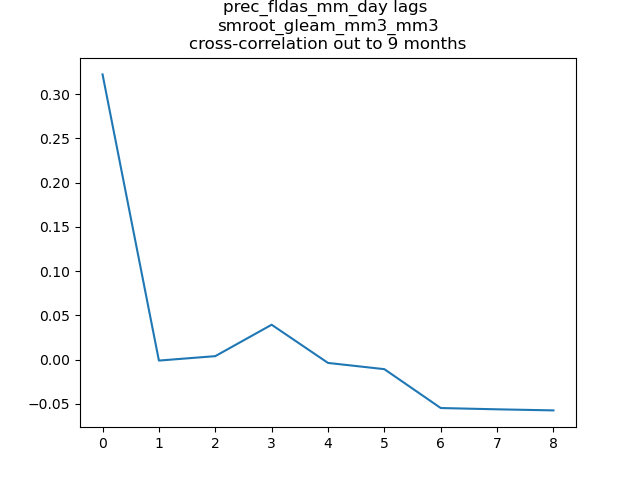 prec_fldas_mm_day lags
smroot_gleam_mm3_mm3
cross-correlation out to 9 months
0.30
0.25
0.20
0.15
0.10
0.05
0.00
−0.05
0 1 2 3 4 5 6 7 8